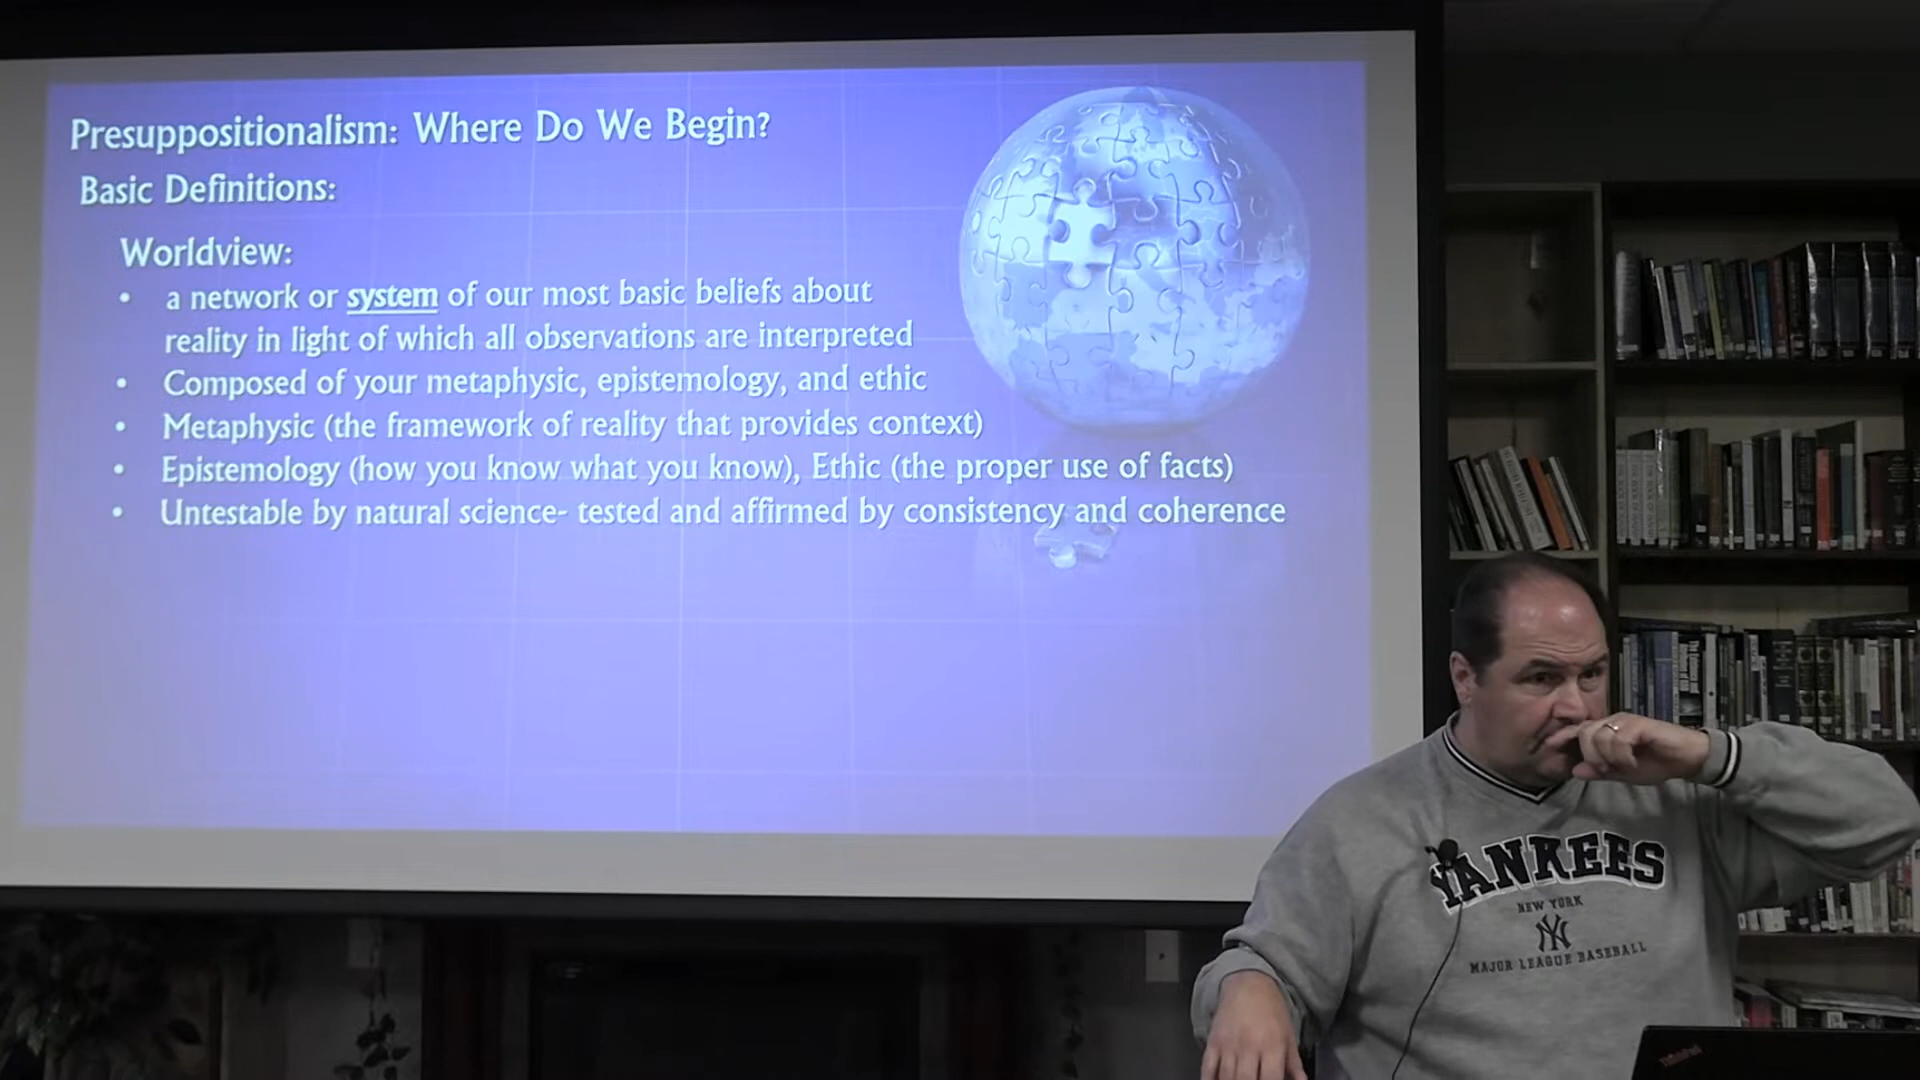 Presuppositionalism: Where Do We Begin?
Basic Definitions:
Worldview:
• a network or system of our most basic beliefs about
reality in light of which all observations are interpreted
• Composed of your metaphysic, epistemology, and ethic
• Metaphysic (the framework of reality that provides context)
• Epistemology (how you know what you know), Ethic (the proper use of facts)
• Untestable by natural science- tested and affirmed by consistency and coherence
YANKEES
NEW YORK
NY
MAJOR LEAGUE BASEBALL
ThinkPad